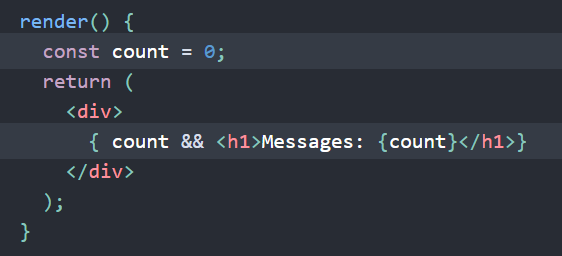 render() {
  const count = 0;
  return (
    <div>
      { count && <h1>Messages: {count}</h1>}
    </div>
  );
}